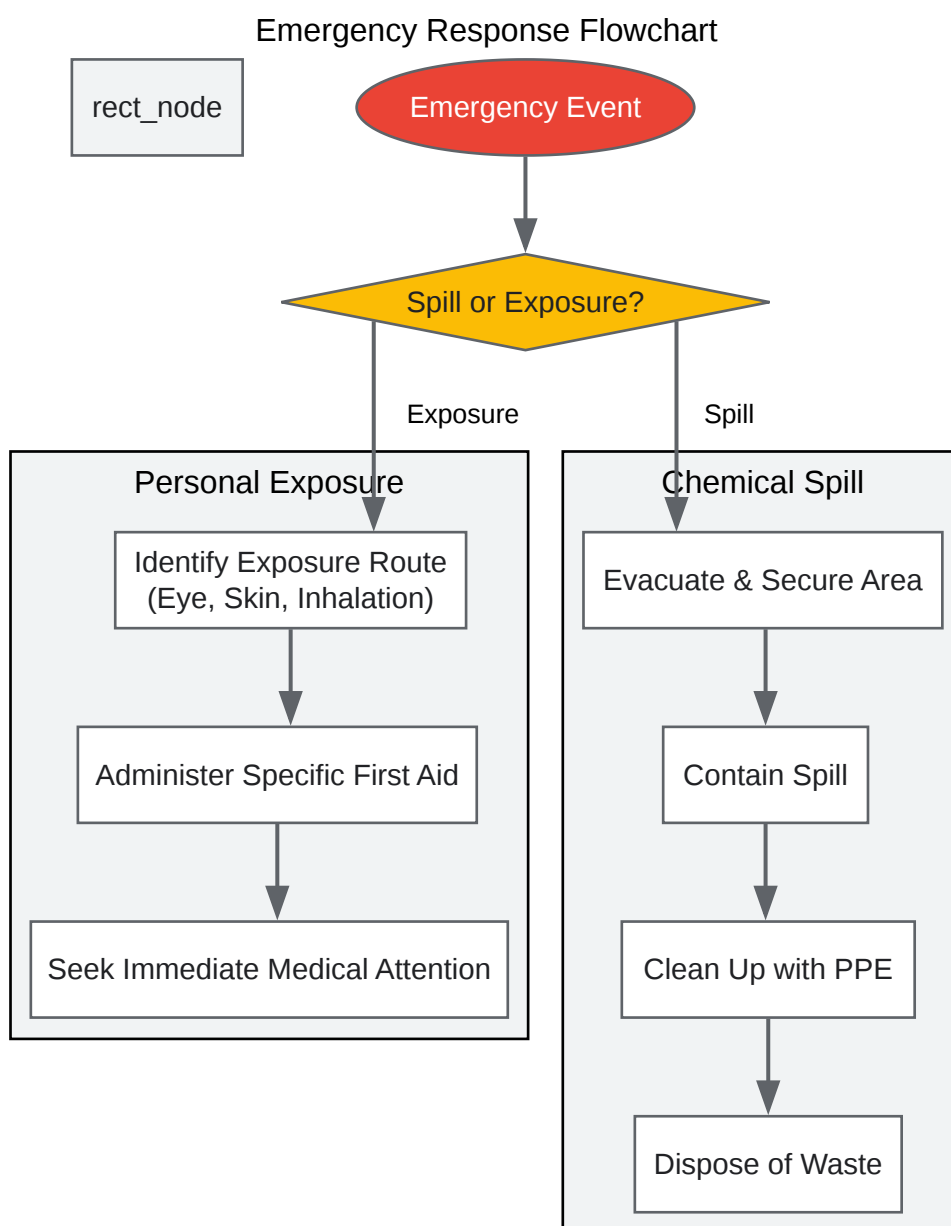 Emergency Response Flowchart
rect_node
Emergency Event
Spill or Exposure?
Exposure
Spill
Personal Exposure
Identify Exposure Route
(Eye, Skin, Inhalation)
Administer Specific First Aid
Seek Immediate Medical Attention
Chemical Spill
Evacuate & Secure Area
Contain Spill
Clean Up with PPE
Dispose of Waste